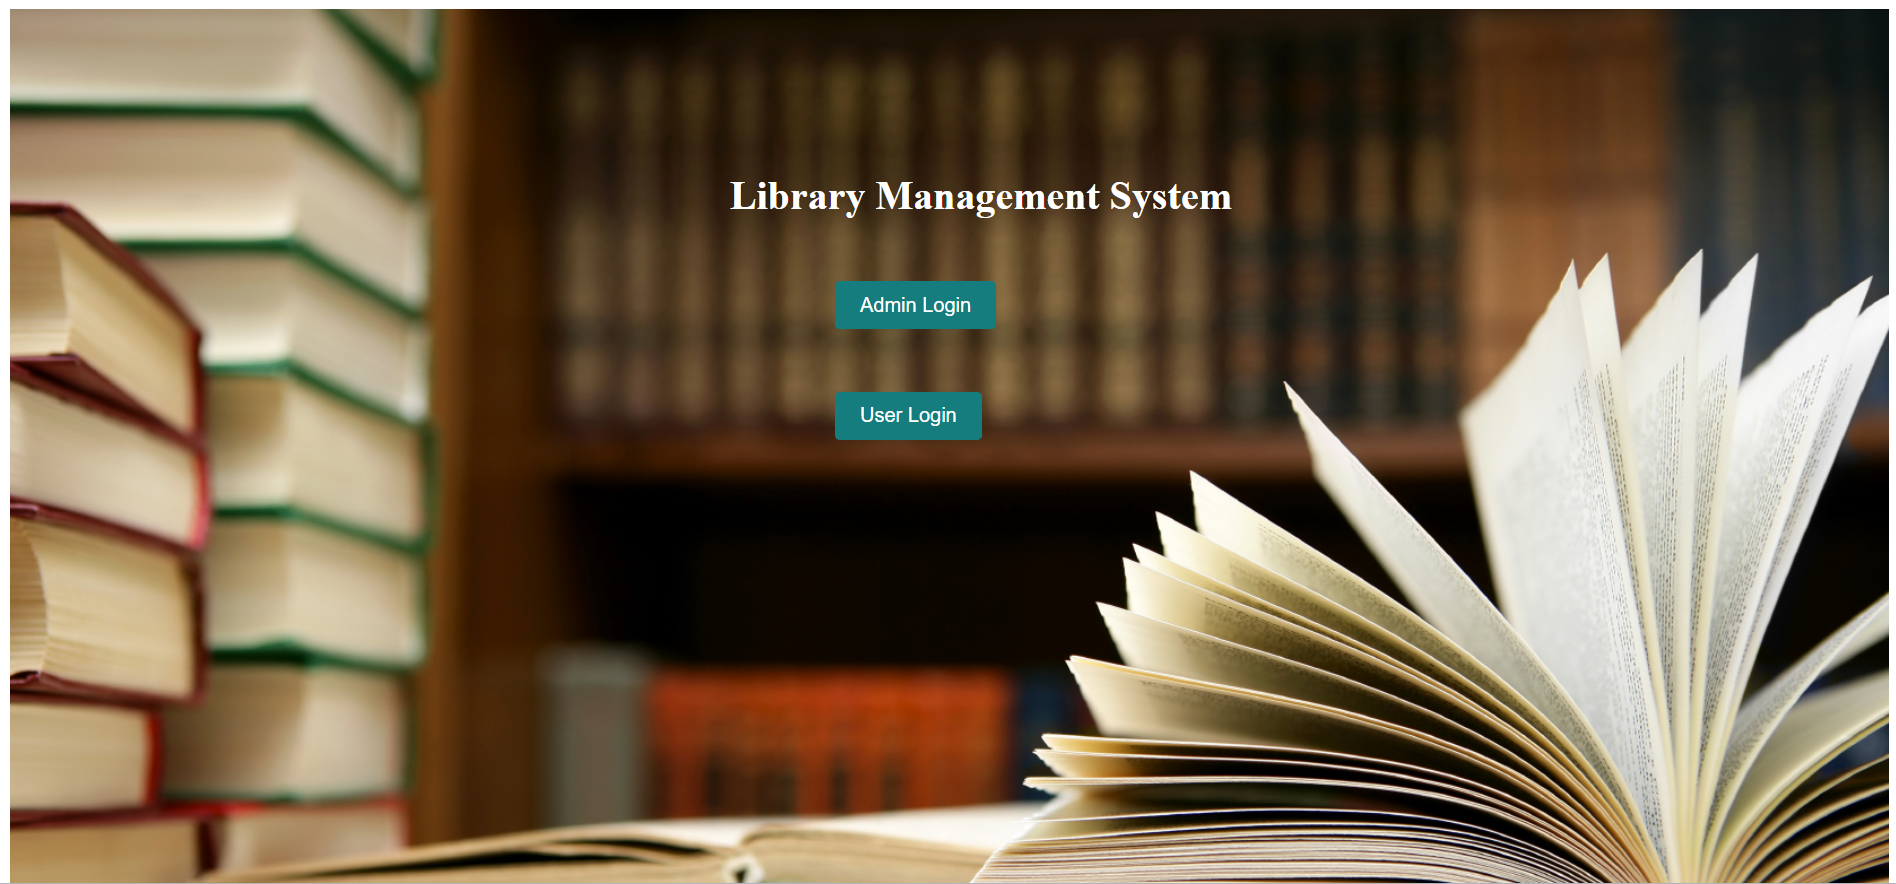 Library Management System
Admin Login
User Login